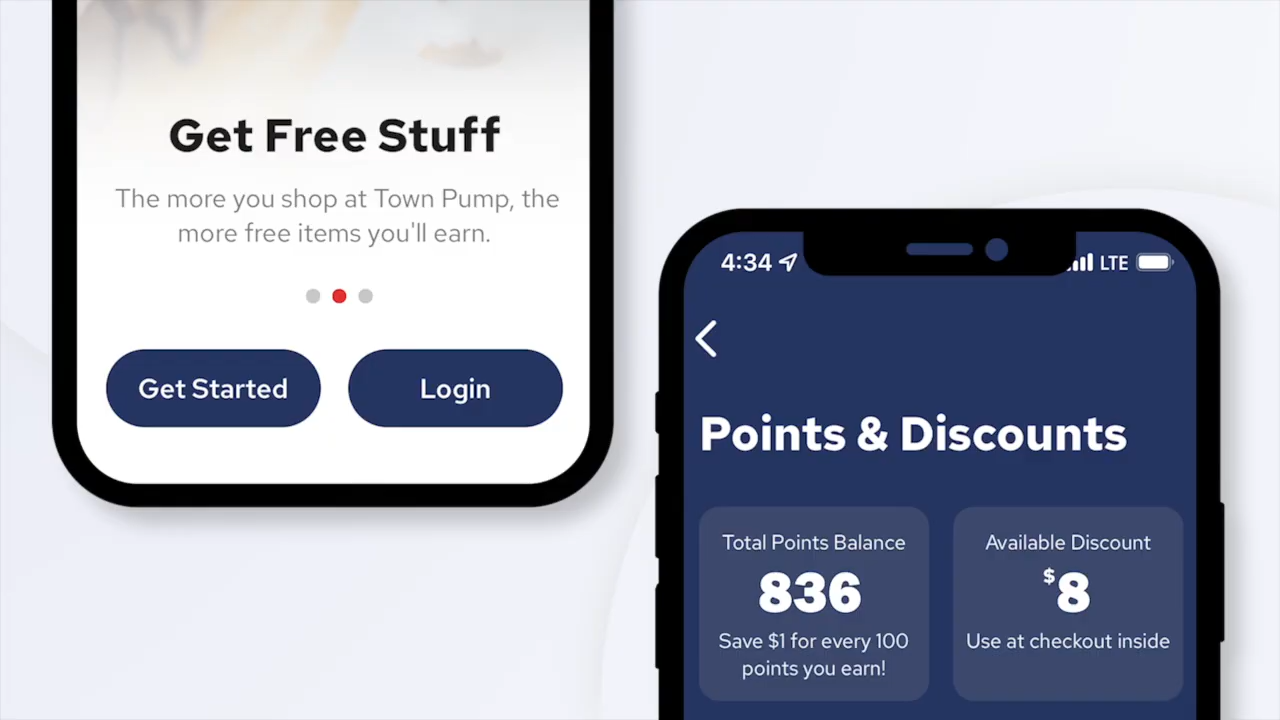 Get Free Stuff
The more you shop at Town Pump, the
more free items you'll earn.
Get Started
Login
4:34
LTE
Points & Discounts
Total Points Balance
836
Save $1 for every 100
points you earn!
Available Discount
$8
Use at checkout inside